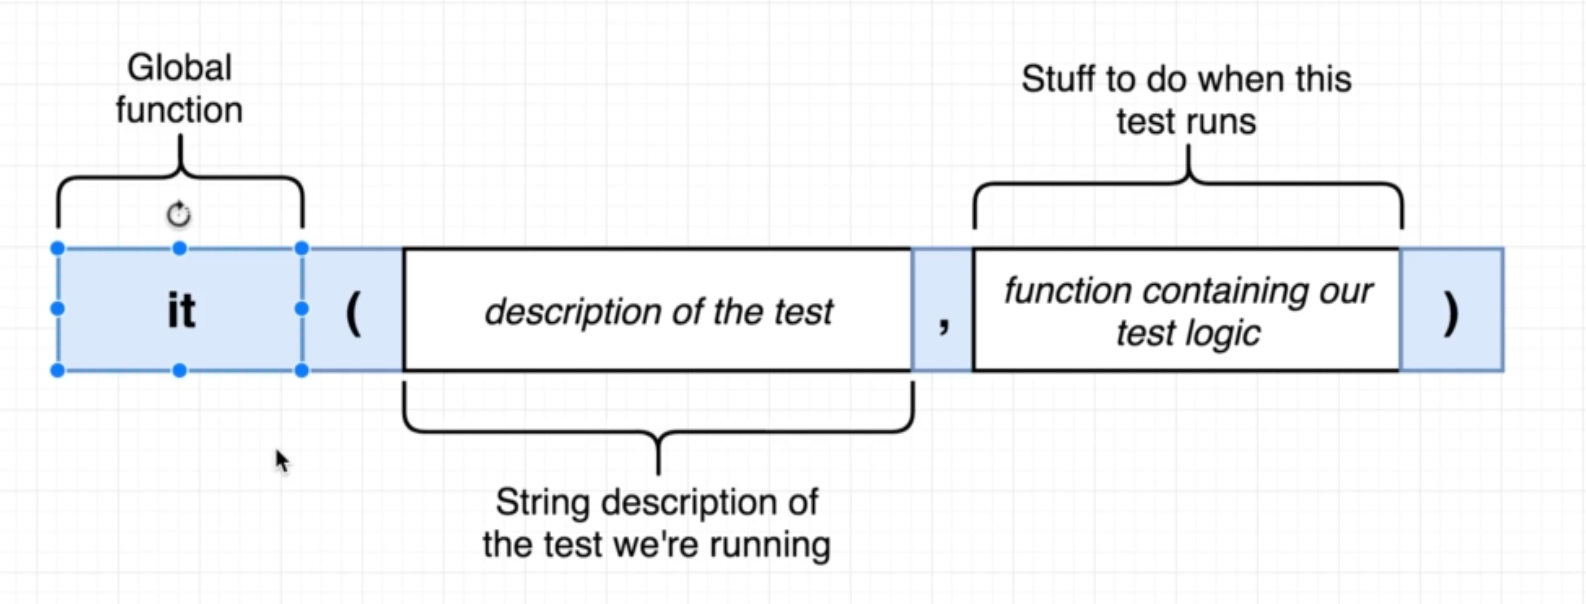 Global
function
Stuff to do when this
test runs
it ( description of the test , function containing our
test logic )
String description of
the test we're running